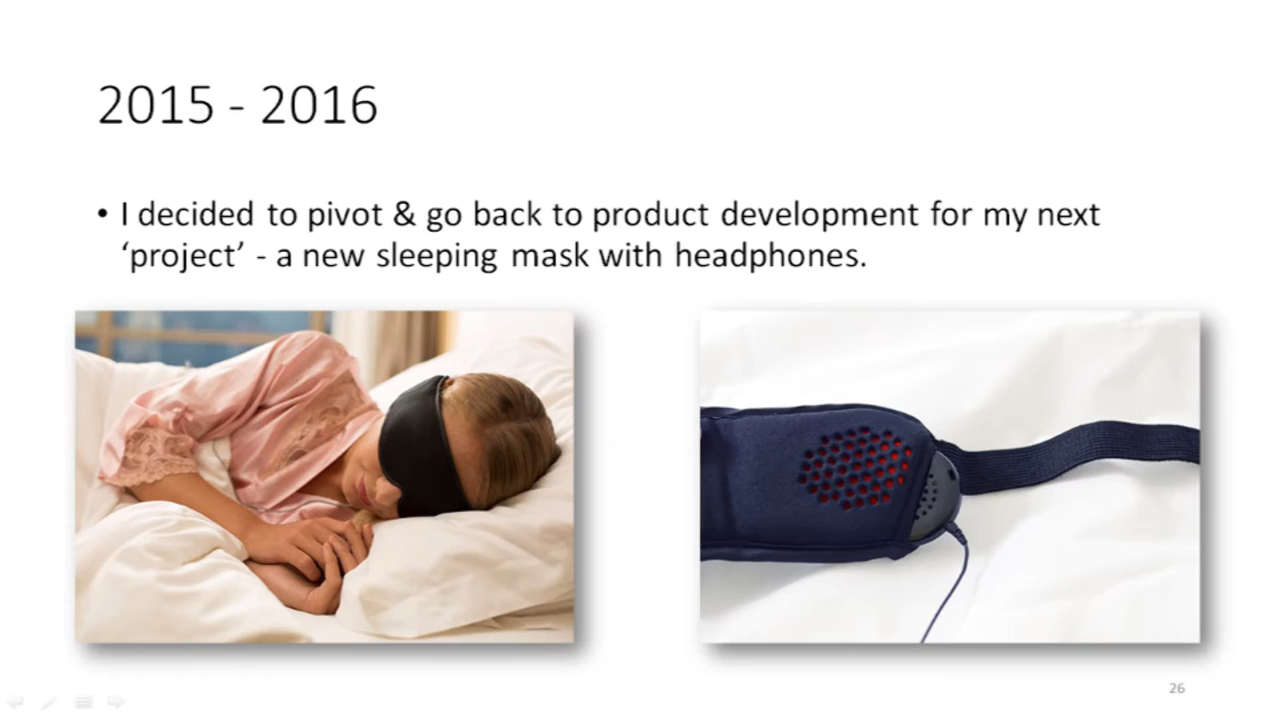 2015 - 2016
• I decided to pivot & go back to product development for my next
‘project’ - a new sleeping mask with headphones.
26